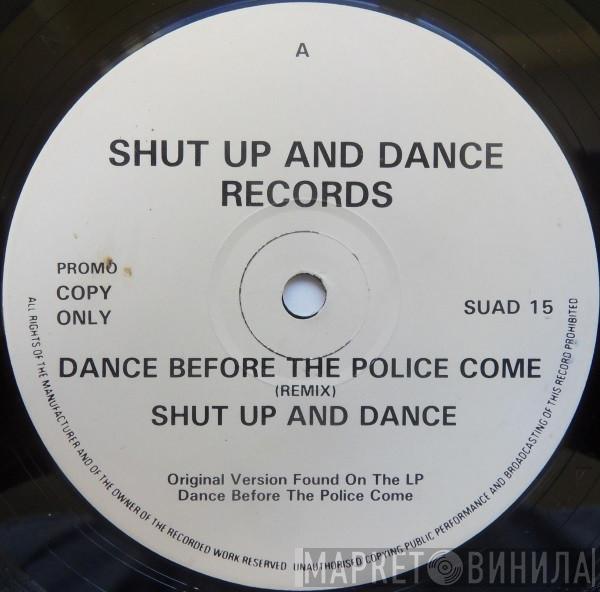 A
SHUT UP AND DANCE
RECORDS
PROMO
COPY
ONLY
SUAD 15
DANCE BEFORE THE POLICE COME
(REMIX)
SHUT UP AND DANCE
Original Version Found On The LP
Dance Before The Police Come
ALL RIGHTS OF THE MANUFACTURER AND OF THE OWNER OF THE RECORDED WORK RESERVED UNAUTHORISED COPYING PUBLIC PERFORMANCE AND BROADCASTING OF THIS RECORD PROHIBITED
МАРКЕТ ВИНИЛА